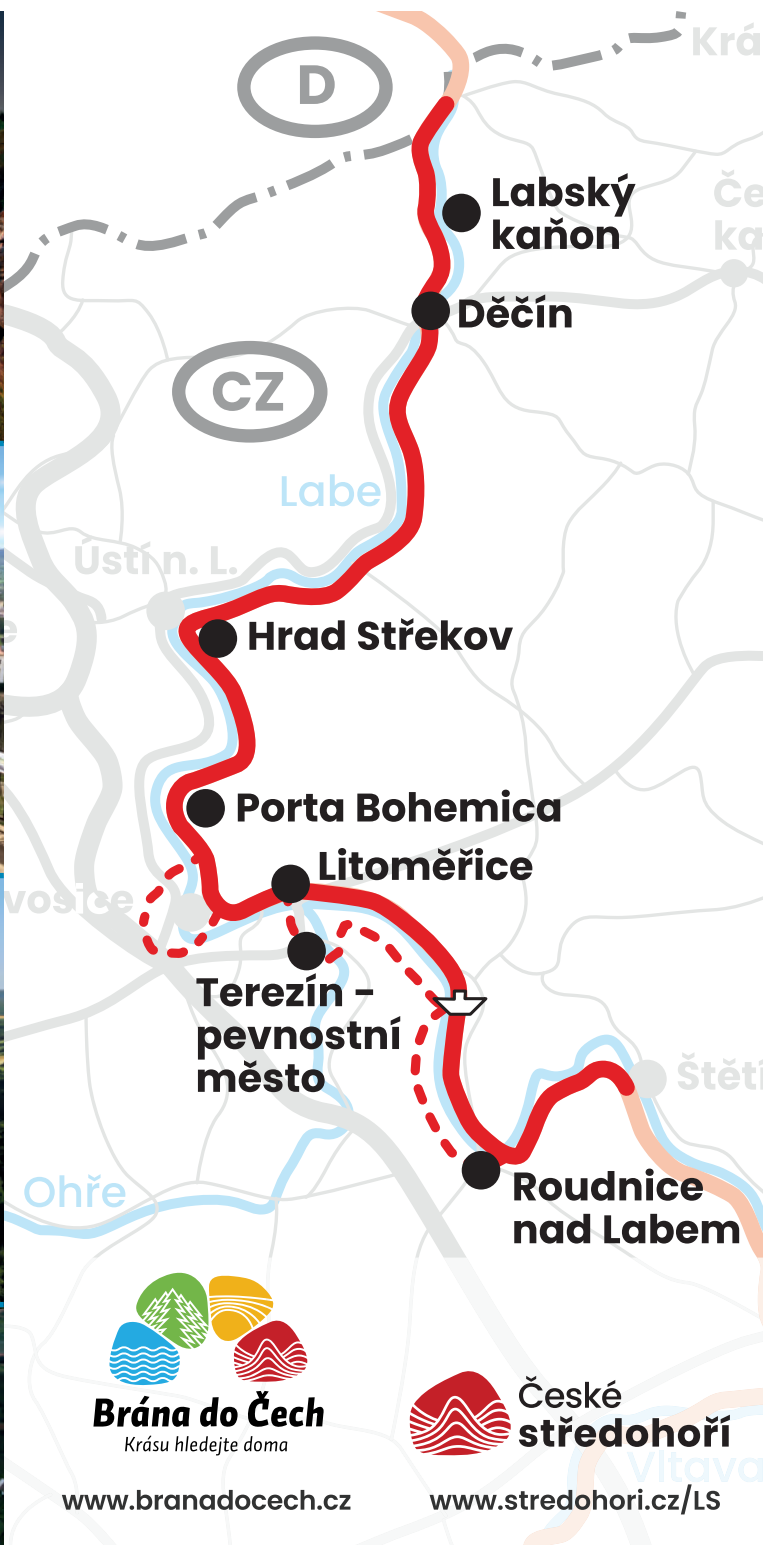 D
Labský
kaňon
Děčín
CZ
Labe
Ústí n. L.
Hrad Střekov
Porta Bohemica
Litoměřice
Terezín –
pevnostní
město
Ohře
Roudnice
nad Labem
Brána do Čech
Krásu hledejte doma
www.branadocech.cz
České
středohoří
www.stredohori.cz/LS
Vltava